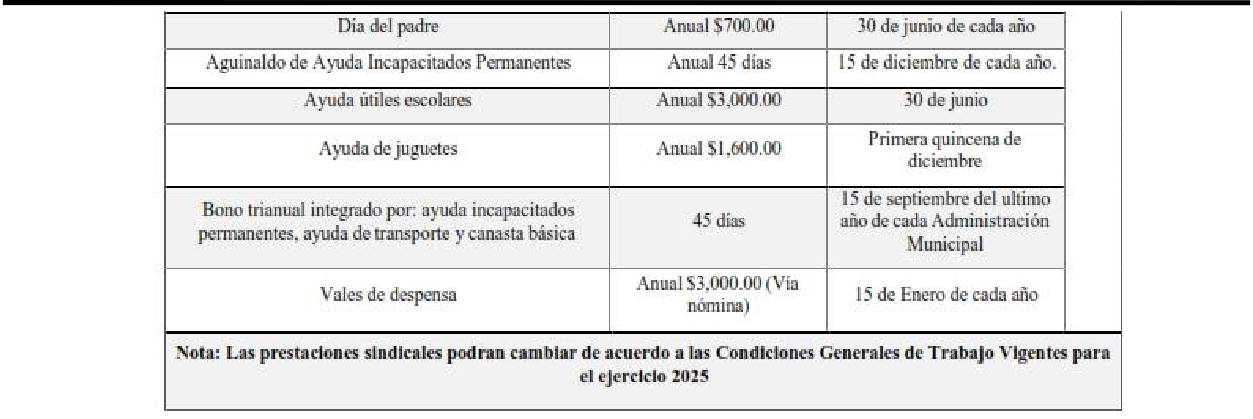 Día del padre Anual $700.00 30 de junio de cada año
Aguinaldo de Ayuda Incapacitados Permanentes Anual 45 días 15 de diciembre de cada año.
Ayuda útiles escolares Anual $3,000.00 30 de junio
Ayuda de juguetes Anual $1,600.00 Primera quincena de
diciembre
Bono trianual integrado por: ayuda incapacitados
permanentes, ayuda de transporte y canasta básica
45 días
15 de septiembre del ultimo
año de cada Administración
Municipal
Vales de despensa
Anual $3,000.00 (Vía
nómina)
15 de Enero de cada año
Nota: Las prestaciones sindicales podran cambiar de acuerdo a las Condiciones Generales de Trabajo Vigentes para
el ejercicio 2025